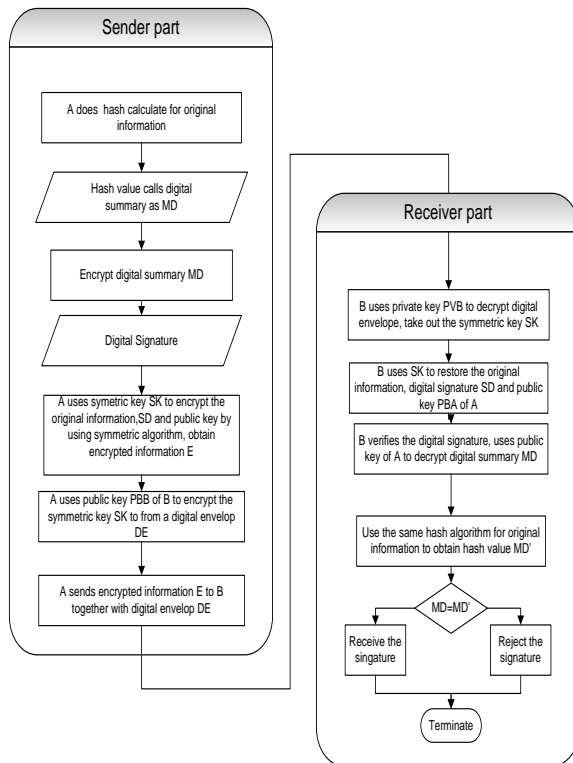 Sender part
A does hash calculate for original
information
Hash value calls digital
summary as MD
Encrypt digital summary MD
Digital Signature
A uses symetric key SK to encrypt the
original information,SD and public key by
using symmetric algorithm, obtain
encrypted information E
A uses public key PBB of B to encrypt the
symmetric key SK to from a digital envelop
DE
A sends encrypted information E to B
together with digital envelop DE
Receiver part
B uses private key PVB to decrypt digital
envelope, take out the symmetric key SK
B uses SK to restore the original
information, digital signature SD and public
key PBA of A
B verifies the digital signature, uses public
key of A to decrypt digital summary MD
Use the same hash algorithm for original
information to obtain hash value MD'
MD=MD'
Receive the
singature
Reject the
signature
Terminate